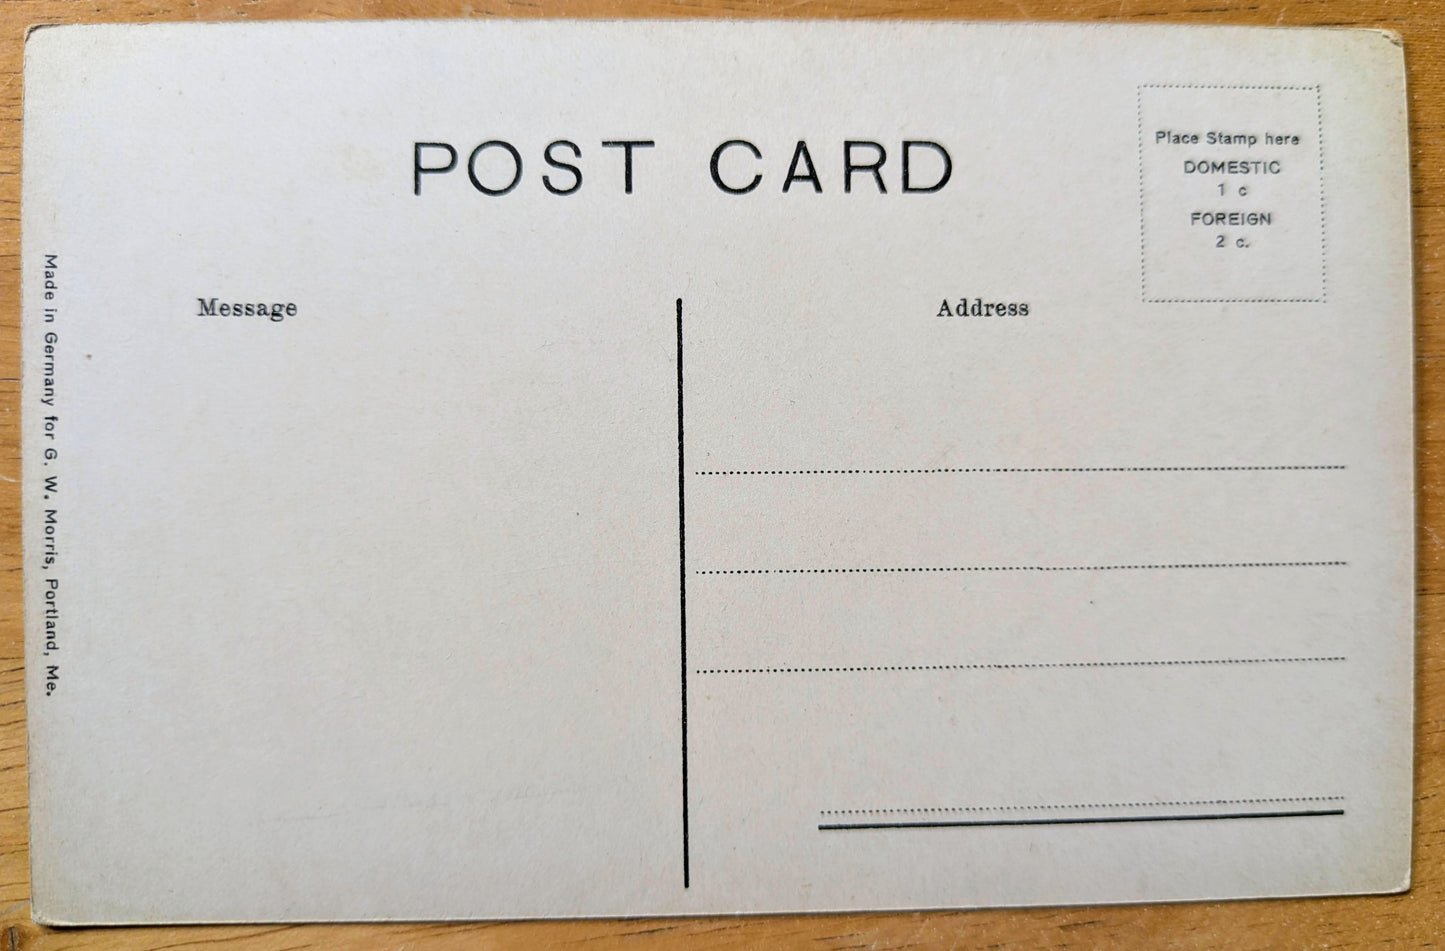 POST CARD
Place Stamp here
DOMESTIC
1 c
FOREIGN
2 c.
Message
Address
Made in Germany for G. W. Morris, Portland, Me.